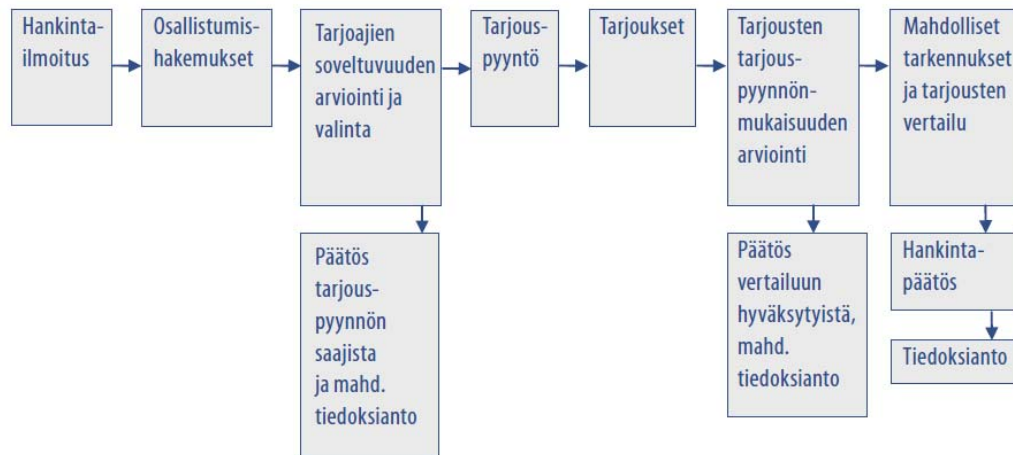 Hankinta-
ilmoitus
Osallistumis-
hakemukset
Tarjoajien
soveltuvuuden
arviointi ja
valinta
Tarjous-
pyyntö
Tarjoukset
Tarjousten
tarjous-
pyynnön-
mukaisuuden
arviointi
Mahdolliset
tarkennukset
ja tarjousten
vertailu
Päätös
tarjous-
pyynnön
saajista
ja mahd.
tiedoksianto
Päätös
vertailuun
hyväksytyistä,
mahd.
tiedoksianto
Hankinta-
päätös
Tiedoksianto